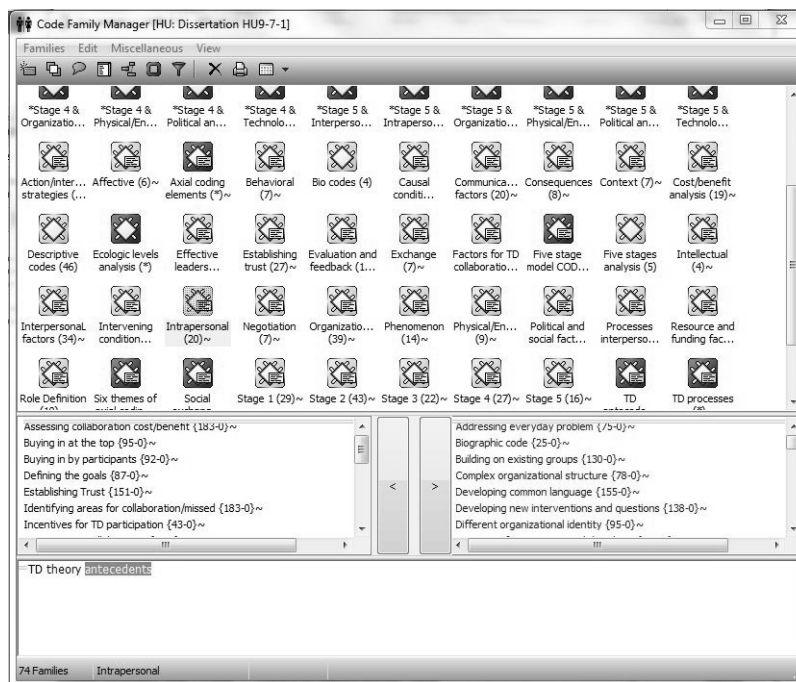 Code Family Manager [HU: Dissertation HU9-7-1]
Families Edit Miscellaneous View
*Stage 4 & *Stage 4 & *Stage 4 & *Stage 4 & *Stage 5 & *Stage 5 & *Stage 5 & *Stage 5 & *Stage 5 & *Stage 5 &
Organizatio... Physical/En... Political an... Technolo... Interperso... Intraperso... Organizatio... Physical/En... Political an... Technolo...
Action/inter... Affective (6)~ Axial coding Behavioral Bio codes (4) Causal Communica... Consequences Context (7)~ Cost/benefit
strategies (... elements (*)~ (7)~ conditi... factors (20)~ (8)~ analysis (19)~
Descriptive Ecologic levels Effective Establishing Evaluation and Exchange Factors for TD Five stage Five stages Intellectual
codes (46) analysis (*) leaders... trust (27)~ feedback (1... (7)~ collaboratio... model COD... analysis (5) (4)~
Interpersonal Intervening Intrapersonal Negotiation Organizatio... Phenomenon Physical/En... Political and Processes Resource and
factors (34)~ condition... (20)~ (7)~ (39)~ (14)~ (9)~ social fact... interperso... funding fac...
Role Definition Six themes of Social Stage 1 (29)~ Stage 2 (43)~ Stage 3 (22)~ Stage 4 (27)~ Stage 5 (16)~ TD TD processes
Assessing collaboration cost/benefit {183-0}~
Buying in at the top {95-0}~
Buying in by participants {92-0}~
Defining the goals {87-0}~
Establishing Trust {151-0}~
Identifying areas for collaboration/missed {183-0}~
Incentives for TD participation {43-0}~
< >
Addressing everyday problem {75-0}~
Biographic code {25-0}~
Building on existing groups {130-0}~
Complex organizational structure {78-0}~
Developing common language {155-0}~
Developing new interventions and questions {138-0}~
Different organizational identity {95-0}~
TD theory antecedents
74 Families Intrapersonal